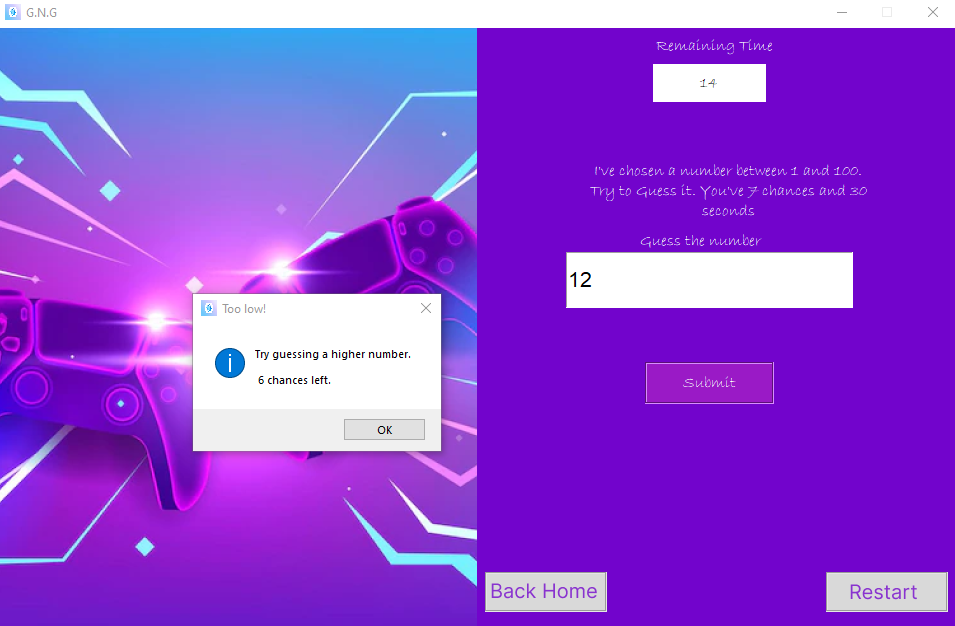 G.N.G
Remaining Time
14
I've chosen a number between 1 and 100.
Try to Guess it. You've 7 chances and 30
seconds
Guess the number
12
Too low!
Try guessing a higher number.
6 chances left.
OK
Submit
Back Home
Restart